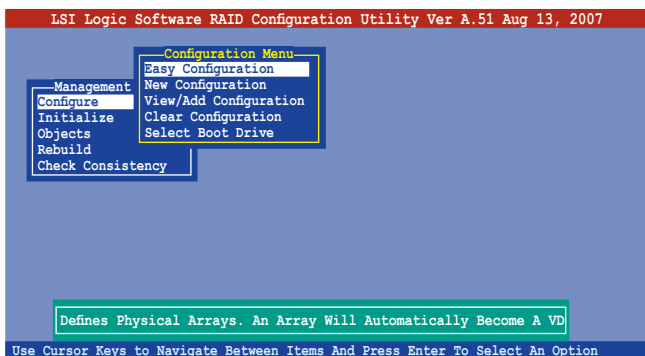 LSI Logic Software RAID Configuration Utility Ver A.51 Aug 13, 2007
Management
Configure
Initialize
Objects
Rebuild
Check Consistency
Configuration Menu
Easy Configuration
New Configuration
View/Add Configuration
Clear Configuration
Select Boot Drive
Defines Physical Arrays. An Array Will Automatically Become A VD
Use Cursor Keys to Navigate Between Items And Press Enter To Select An Option